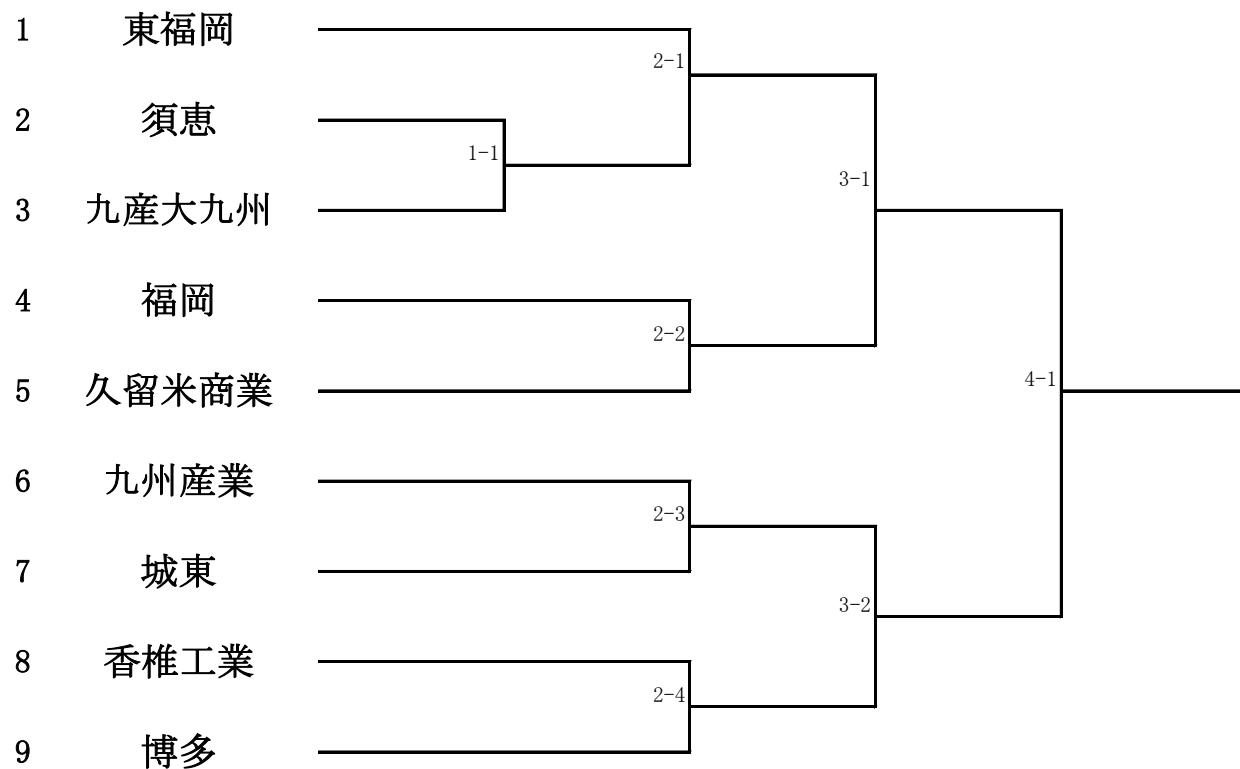 1 東福岡
2-1
2 須恵
1-1
3-1
3 九産大九州
4 福岡
2-2
4-1
5 久留米商業
6 九州産業
2-3
7 城東
3-2
8 香椎工業
2-4
9 博多